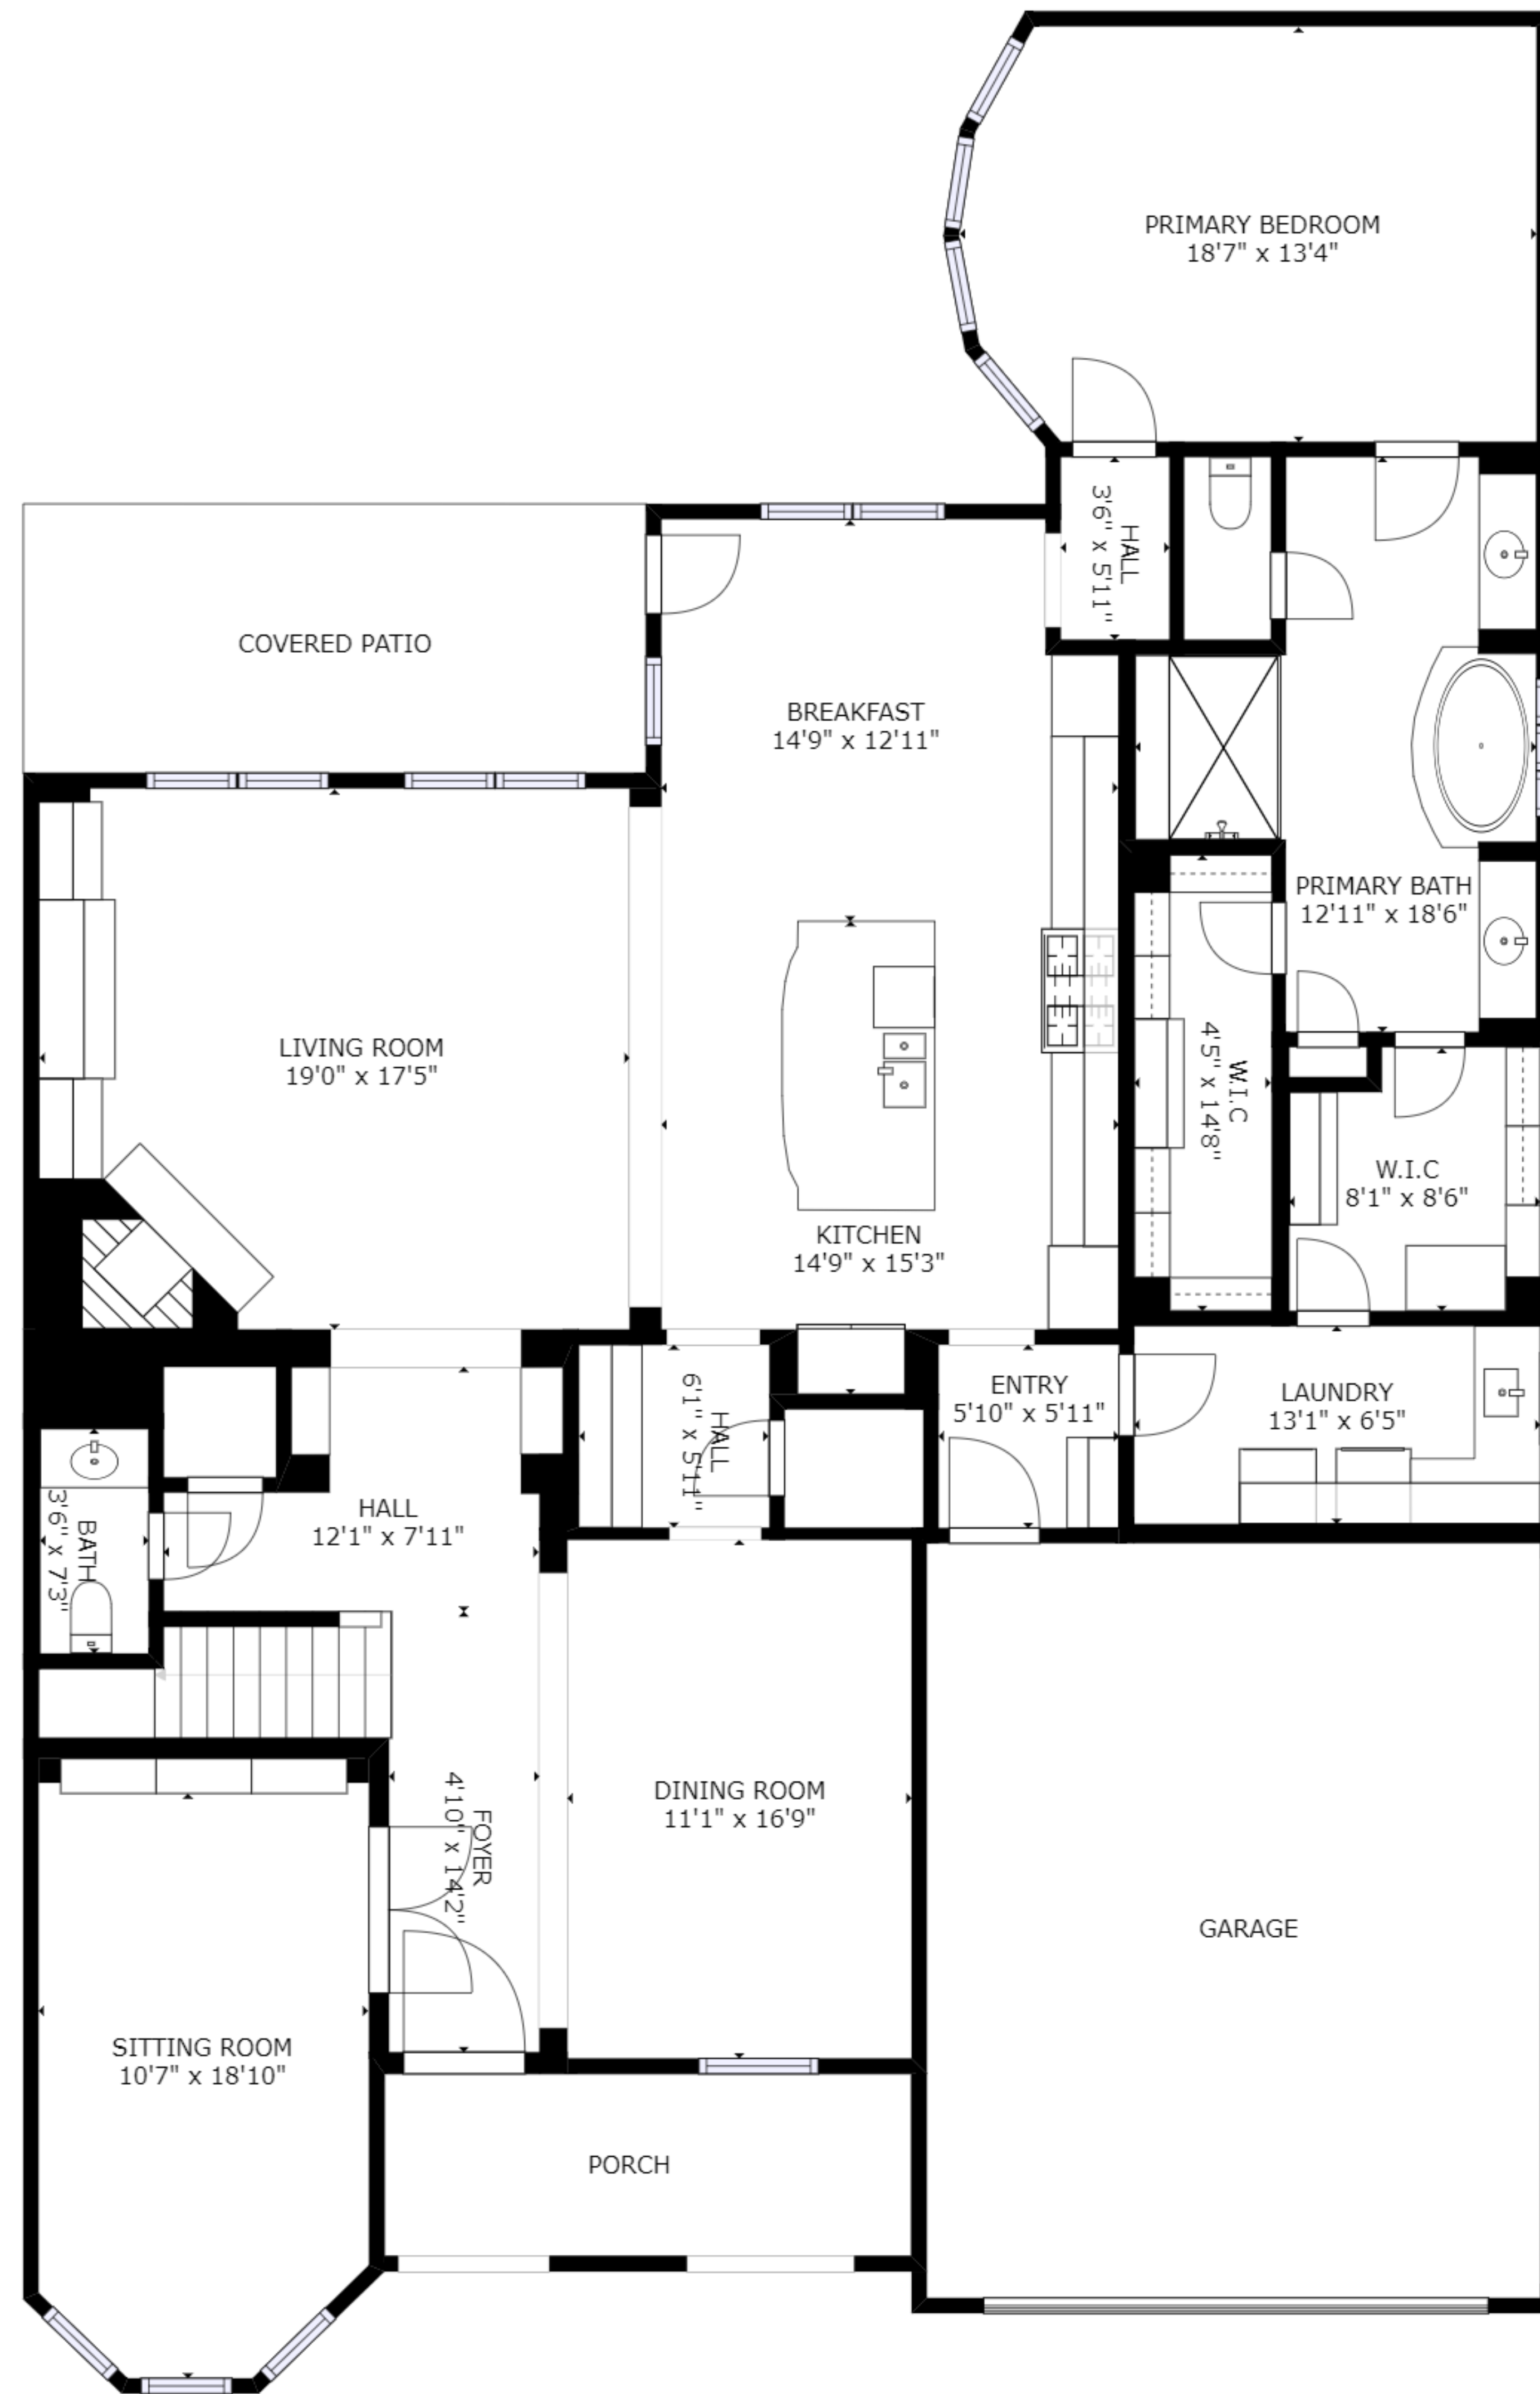 PRIMARY BEDROOM
18'7" x 13'4"
HALL
3'6" x 5'11"
COVERED PATIO
BREAKFAST
14'9" x 12'11"
PRIMARY BATH
12'11" x 18'6"
LIVING ROOM
19'0" x 17'5"
W.I.C
4'5" x 14'8"
W.I.C
8'1" x 8'6"
KITCHEN
14'9" x 15'3"
HALL
6'1" x 5'11"
ENTRY
5'10" x 5'11"
LAUNDRY
13'1" x 6'5"
HALL
12'1" x 7'11"
BATH
3'6" x 7'3"
FOYER
4'10" x 14'2"
DINING ROOM
11'1" x 16'9"
GARAGE
SITTING ROOM
10'7" x 18'10"
PORCH